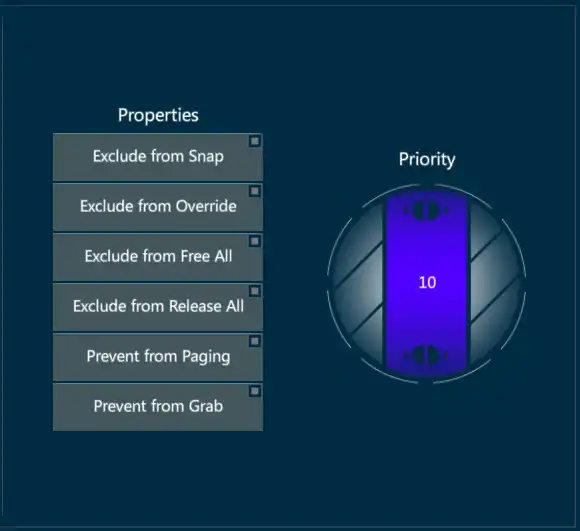 Properties
Exclude from Snap
Exclude from Override
Exclude from Free All
Exclude from Release All
Prevent from Paging
Prevent from Grab
Priority
10